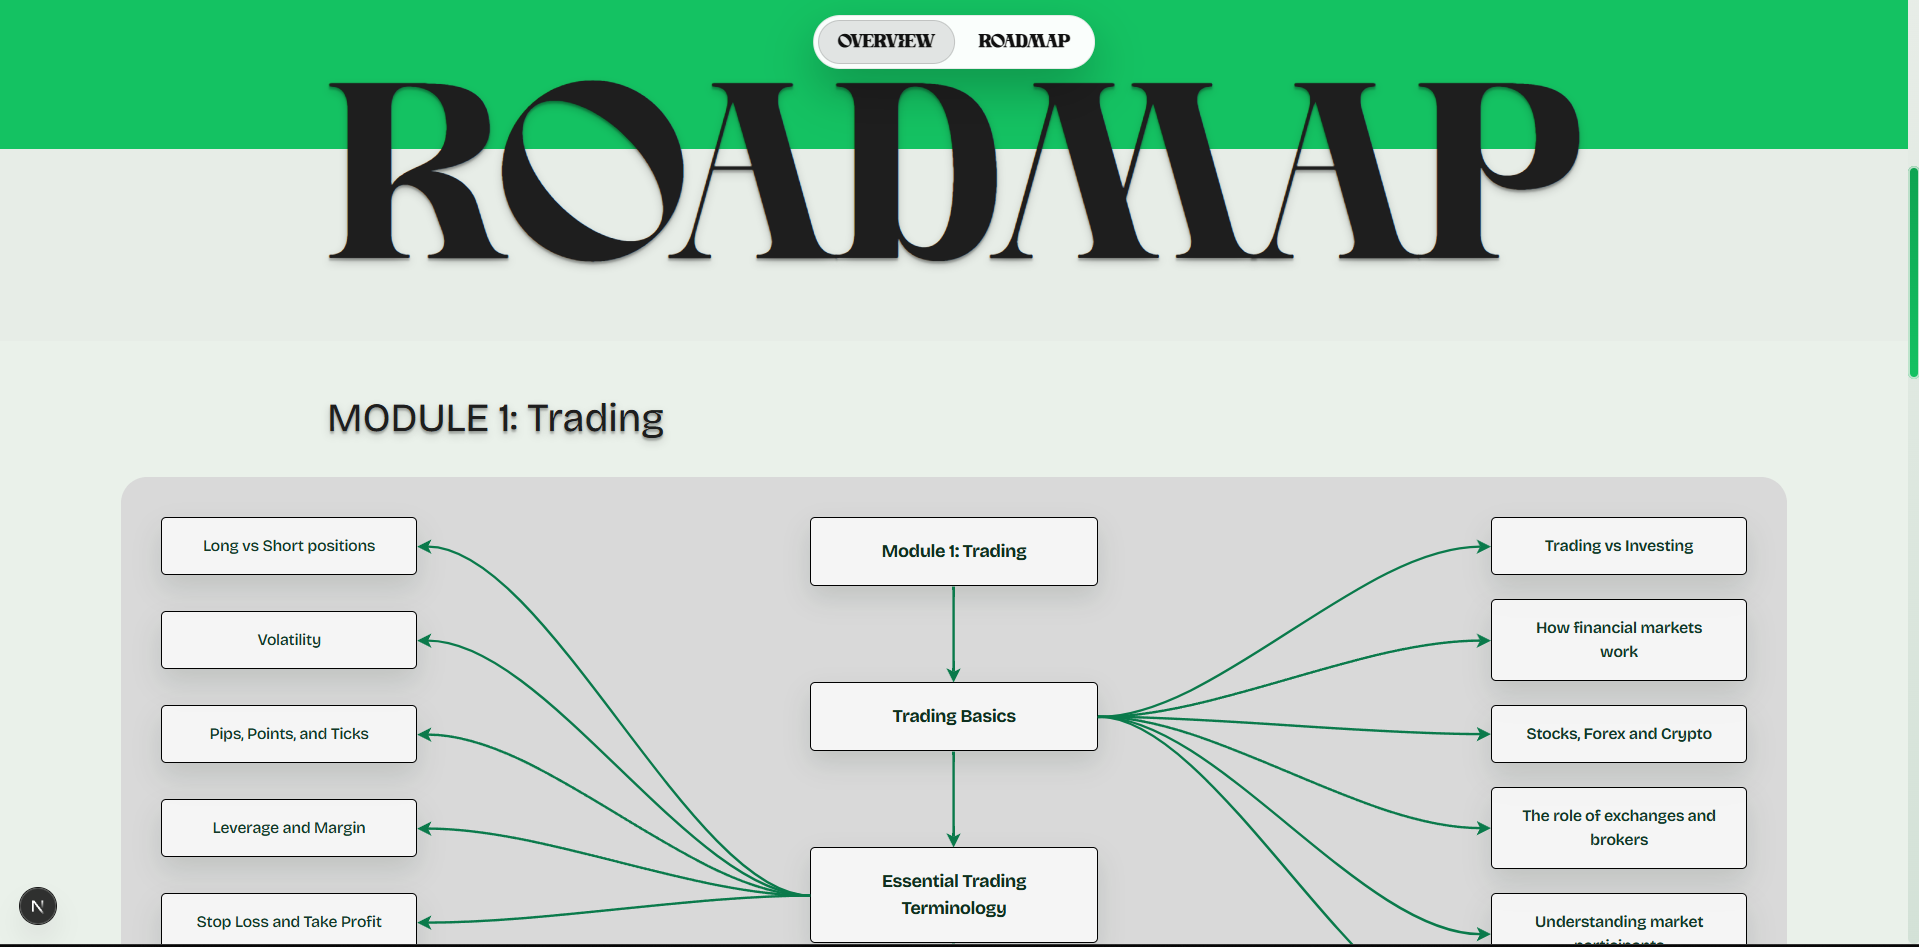 OVERVIEW
ROADMAP
ROADMAP
MODULE 1: Trading
Long vs Short positions
Volatility
Pips, Points, and Ticks
Leverage and Margin
Stop Loss and Take Profit
Module 1: Trading
Trading Basics
Essential Trading
Terminology
Trading vs Investing
How financial markets
work
Stocks, Forex and Crypto
The role of exchanges and
brokers
Understanding market
N